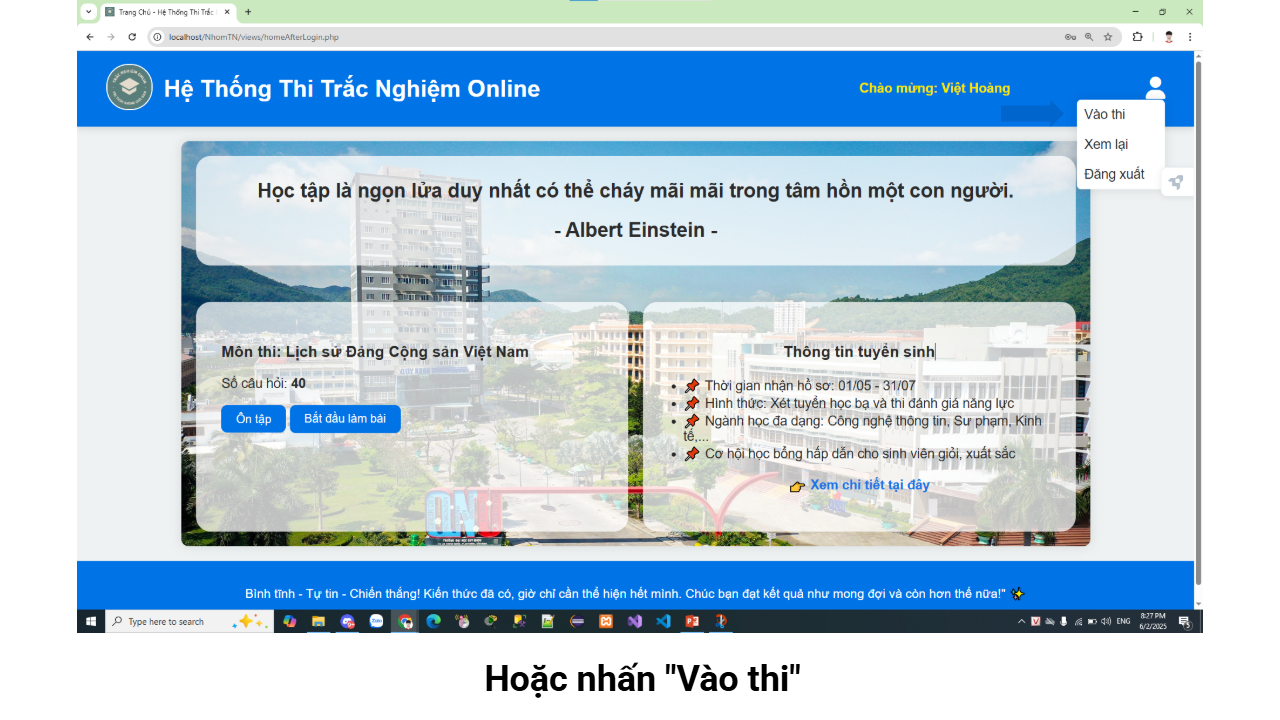 Trang Chủ - Hệ Thống Thi Trắc
localhost/NhomTN/views/homeAfterLogin.php
Hệ Thống Thi Trắc Nghiệm Online
Chào mừng: Việt Hoàng
Vào thi
Xem lại
Đăng xuất
Học tập là ngọn lửa duy nhất có thể cháy mãi mãi trong tâm hồn một con người.
- Albert Einstein -
Môn thi: Lịch sử Đảng Cộng sản Việt Nam
Số câu hỏi: 40
Ôn tập
Bắt đầu làm bài
Thông tin tuyển sinh
Thời gian nhận hồ sơ: 01/05 - 31/07
Hình thức: Xét tuyển học bạ và thi đánh giá năng lực
Ngành học đa dạng: Công nghệ thông tin, Sư phạm, Kinh
tế,...
Cơ hội học bổng hấp dẫn cho sinh viên giỏi, xuất sắc
Xem chi tiết tại đây
QNU
Bình tĩnh - Tự tin - Chiến thắng! Kiến thức đã có, giờ chỉ cần thể hiện hết mình. Chúc bạn đạt kết quả như mong đợi và còn hơn thế nữa!"
Type here to search
ENG
8:27 PM
6/2/2025
Hoặc nhấn "Vào thi"